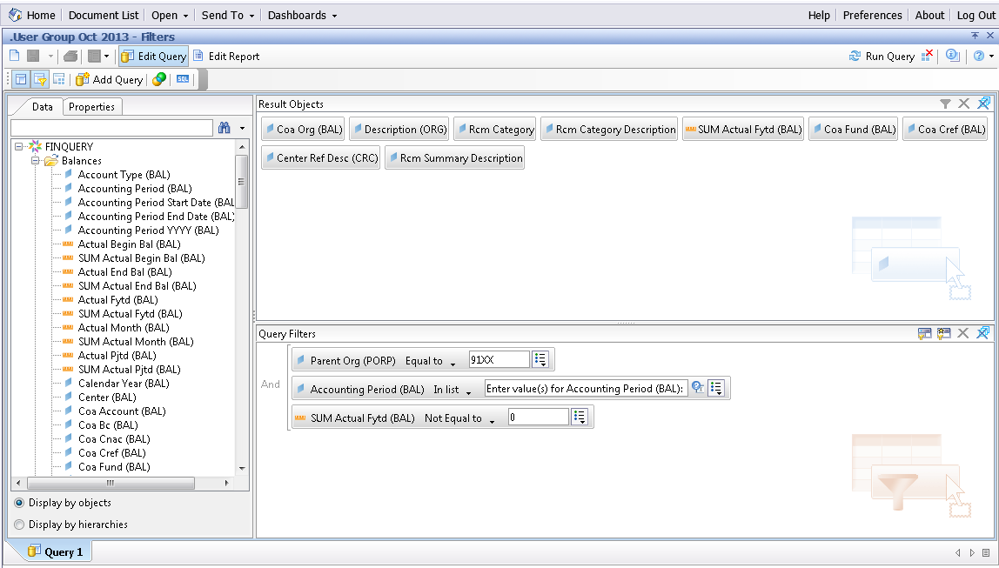 Home Document List Open Send To Dashboards Help Preferences About Log Out
.User Group Oct 2013 - Filters
Edit Query Edit Report Run Query
Add Query SQL
Data Properties
FINQUERY
Balances
Account Type (BAL)
Accounting Period (BAL)
Accounting Period Start Date (BAL
Accounting Period End Date (BAL)
Accounting Period YYYY (BAL)
Actual Begin Bal (BAL)
SUM Actual Begin Bal (BAL)
Actual End Bal (BAL)
SUM Actual End Bal (BAL)
Actual Fytd (BAL)
SUM Actual Fytd (BAL)
Actual Month (BAL)
SUM Actual Month (BAL)
Actual Pjtd (BAL)
SUM Actual Pjtd (BAL)
Calendar Year (BAL)
Center (BAL)
Coa Account (BAL)
Coa Bc (BAL)
Coa Cnac (BAL)
Coa Cref (BAL)
Coa Fund (BAL)
Display by objects
Display by hierarchies
Result Objects
Coa Org (BAL) Description (ORG) Rcm Category Rcm Category Description SUM Actual Fytd (BAL) Coa Fund (BAL) Coa Cref (BAL)
Center Ref Desc (CRC) Rcm Summary Description
Query Filters
And
Parent Org (PORP) Equal to 91XX
Accounting Period (BAL) In list Enter value(s) for Accounting Period (BAL):
SUM Actual Fytd (BAL) Not Equal to 0
Query 1